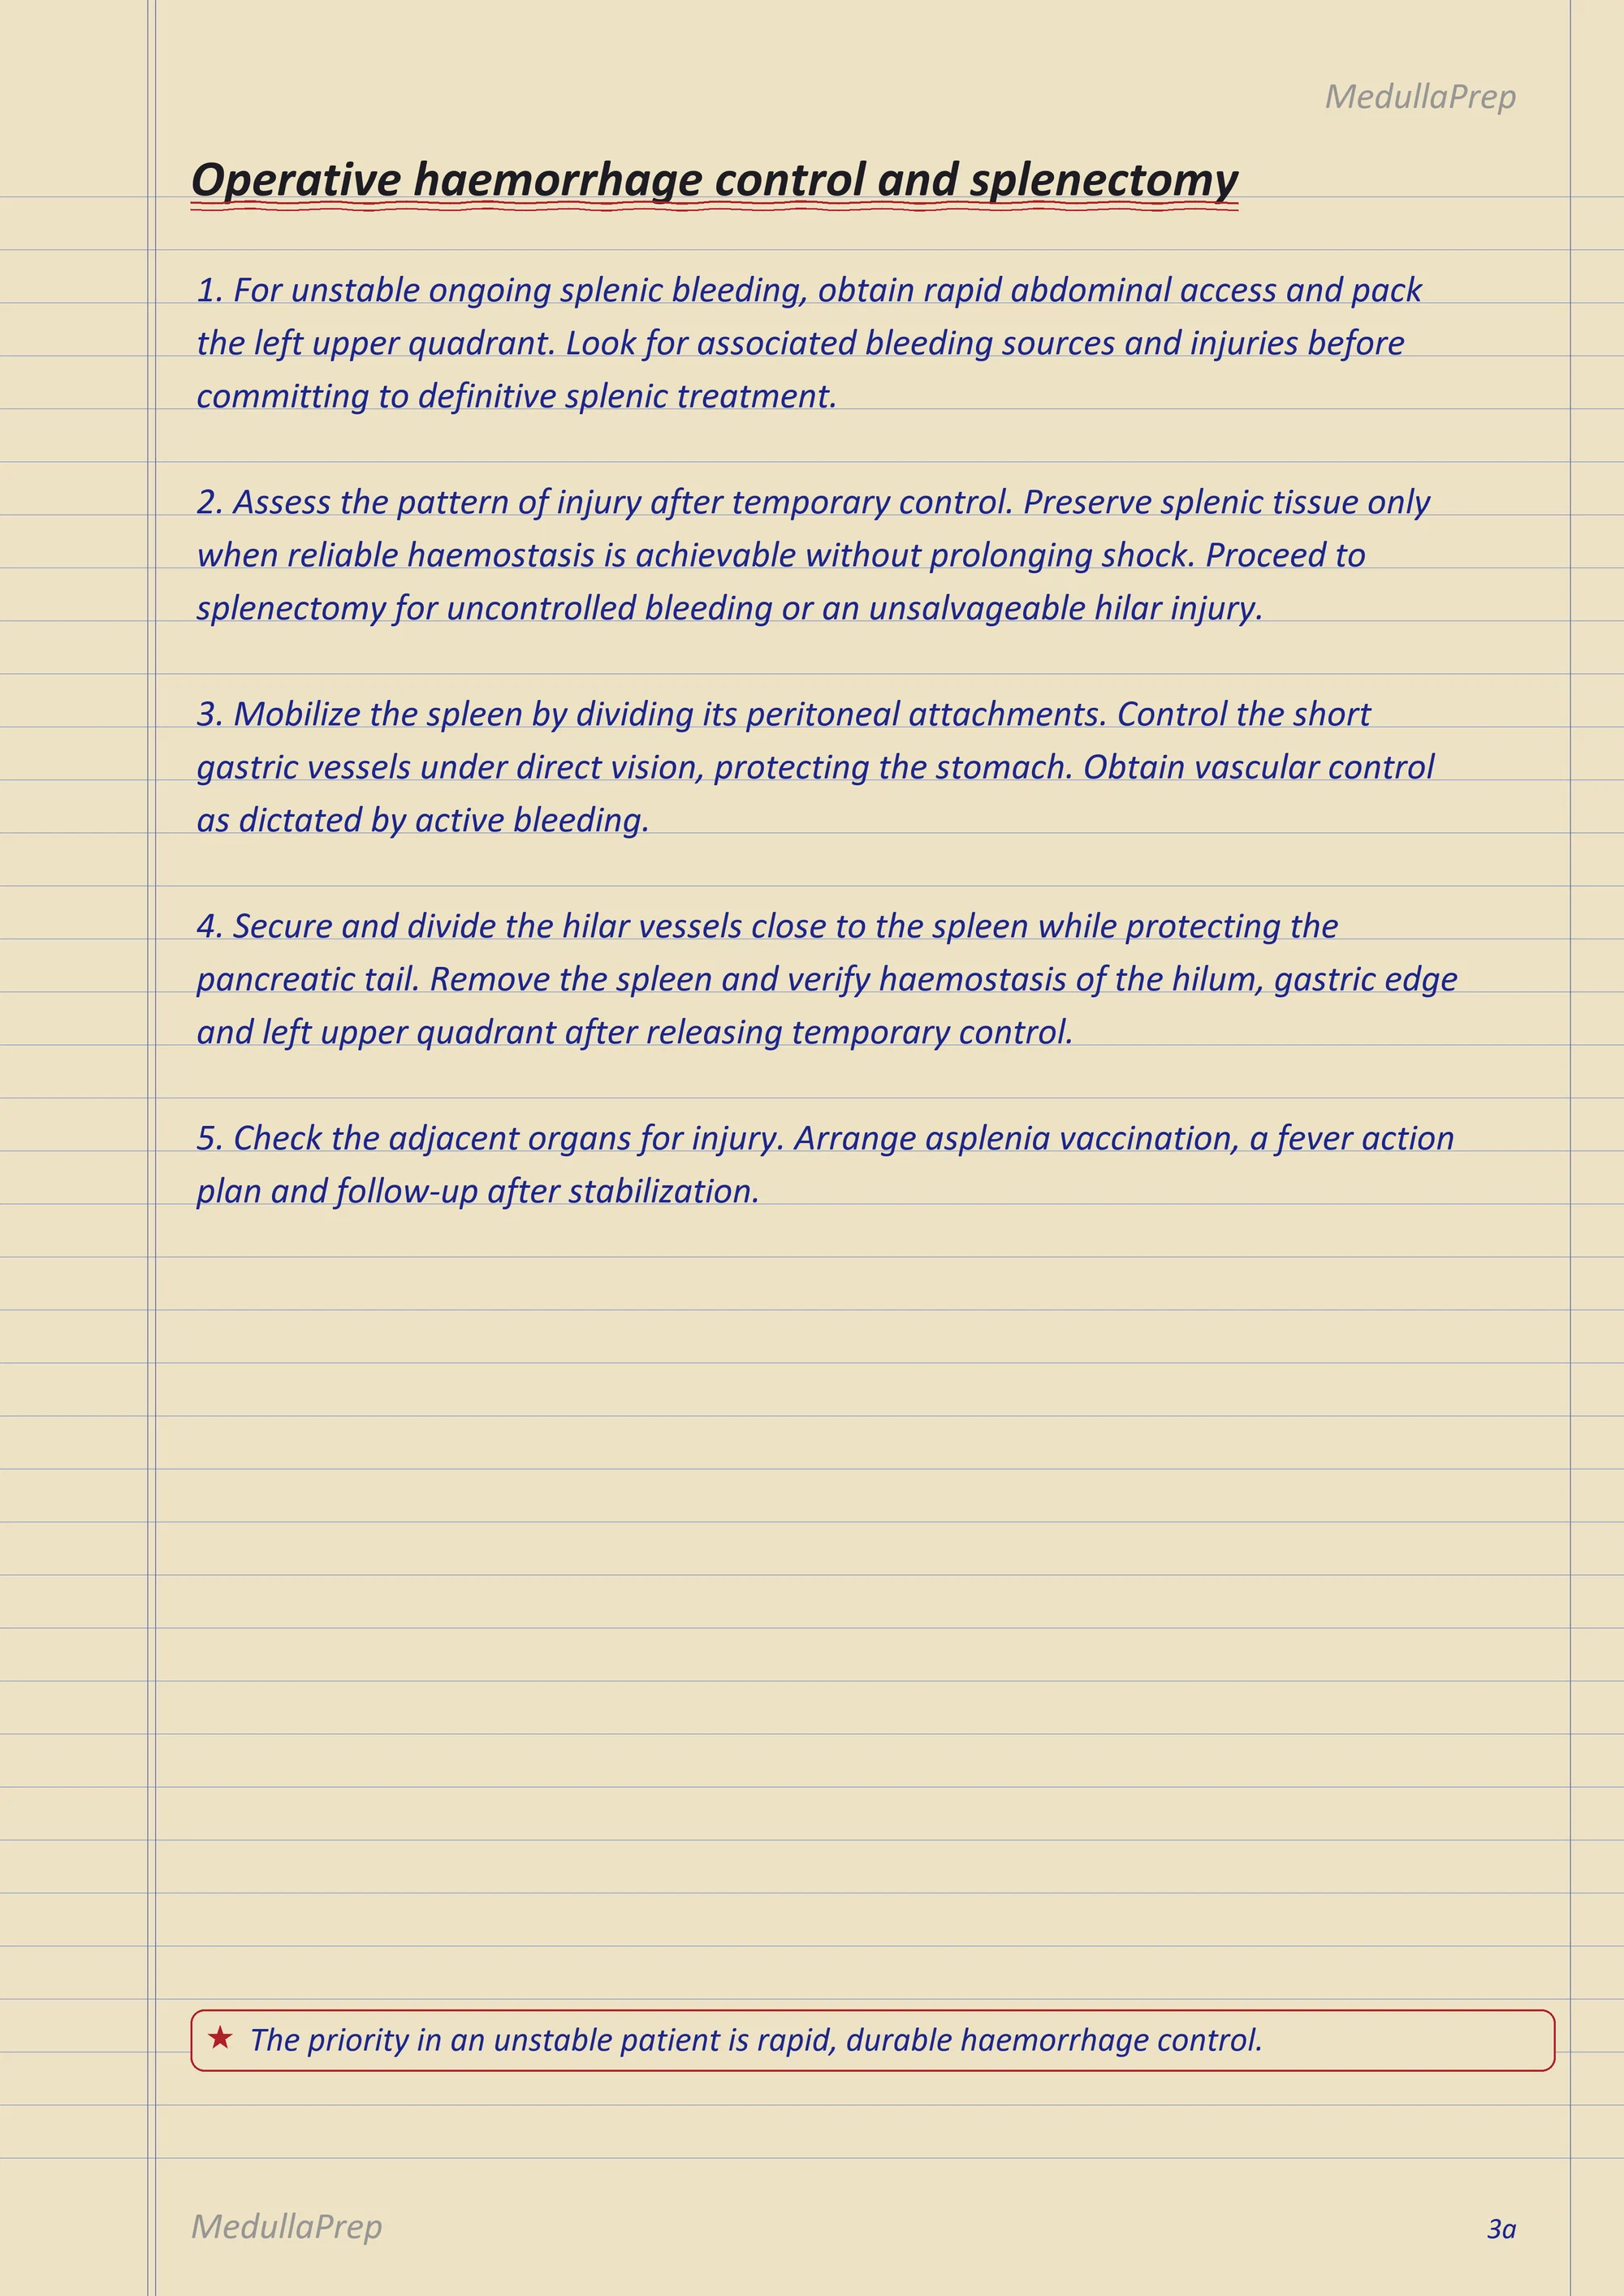 MedullaPrep
Operative haemorrhage control and splenectomy
1. For unstable ongoing splenic bleeding, obtain rapid abdominal access and pack
the left upper quadrant. Look for associated bleeding sources and injuries before
committing to definitive splenic treatment.
2. Assess the pattern of injury after temporary control. Preserve splenic tissue only
when reliable haemostasis is achievable without prolonging shock. Proceed to
splenectomy for uncontrolled bleeding or an unsalvageable hilar injury.
3. Mobilize the spleen by dividing its peritoneal attachments. Control the short
gastric vessels under direct vision, protecting the stomach. Obtain vascular control
as dictated by active bleeding.
4. Secure and divide the hilar vessels close to the spleen while protecting the
pancreatic tail. Remove the spleen and verify haemostasis of the hilum, gastric edge
and left upper quadrant after releasing temporary control.
5. Check the adjacent organs for injury. Arrange asplenia vaccination, a fever action
plan and follow-up after stabilization.
★ The priority in an unstable patient is rapid, durable haemorrhage control.
MedullaPrep
3a